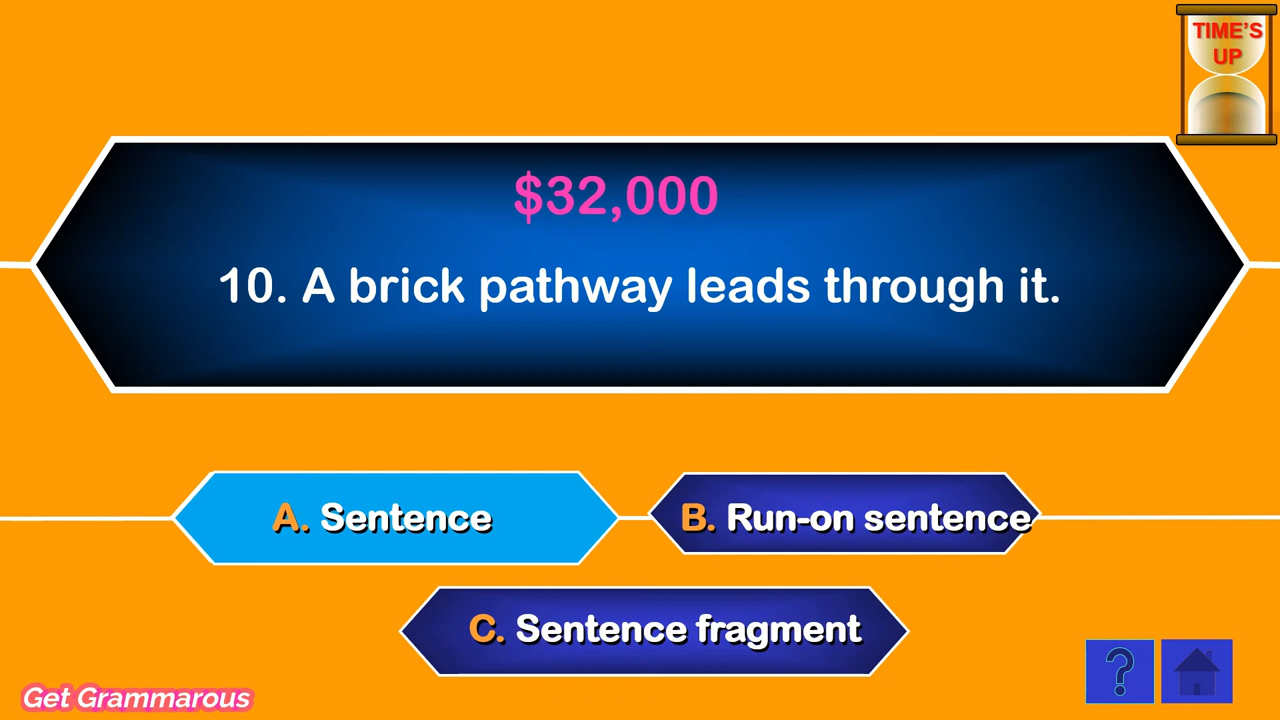 TIME'S
UP
$32,000
10. A brick pathway leads through it.
A. Sentence
B. Run-on sentence
C. Sentence fragment
?
Get Grammarous